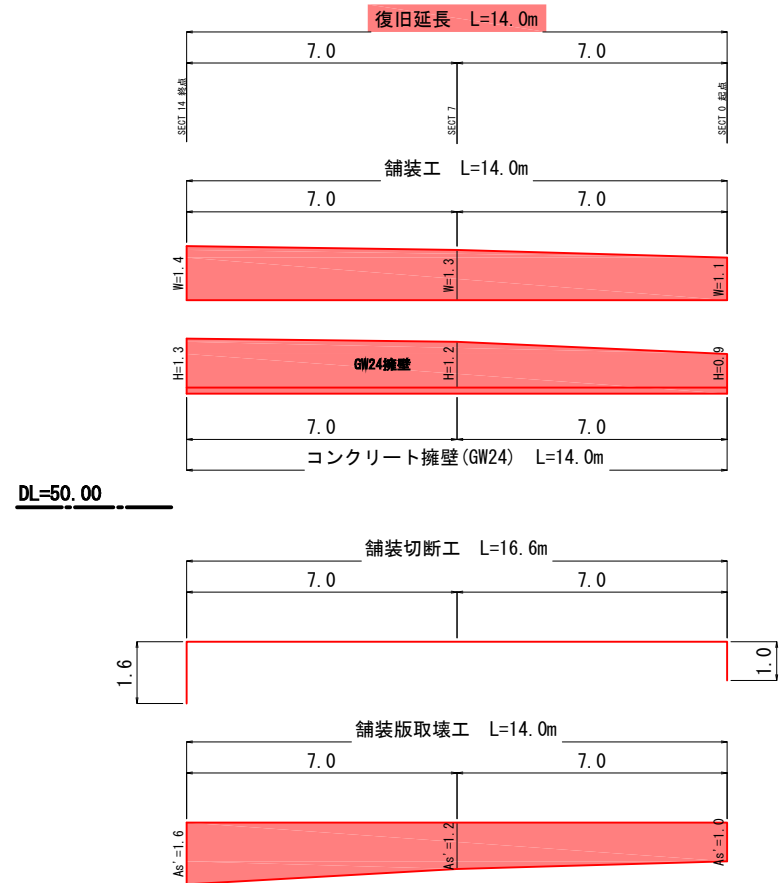 復旧延長 L=14.0m
7.0 7.0
SECT 14 終点
SECT 7
SECT 0 起点
舗装工 L=14.0m
7.0 7.0
W=1.4
W=1.3
W=1.1
H=1.3
GW24擁壁
H=1.2
H=0.9
7.0 7.0
コンクリート擁壁(GW24) L=14.0m
DL=50.00
舗装切断工 L=16.6m
7.0 7.0
1.6
1.0
舗装版取壊工 L=14.0m
7.0 7.0
As'=1.6
As'=1.2
As'=1.0